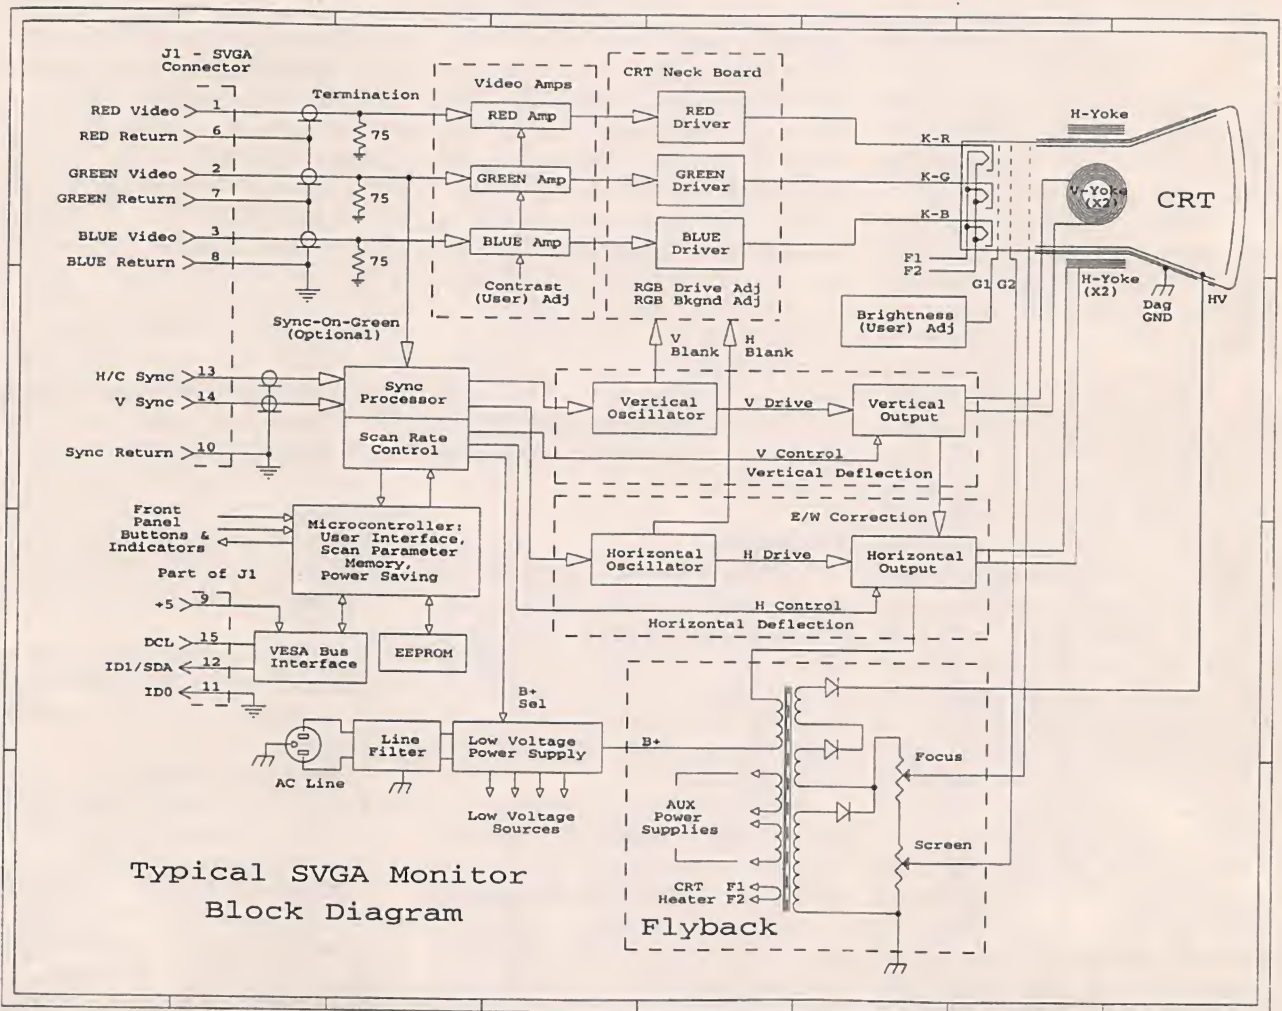 J1 - SVGA
Connector
RED Video 1
RED Return 6
GREEN Video 2
GREEN Return 7
BLUE Video 3
BLUE Return 8
Termination
75
75
75
Video Amps
RED Amp
GREEN Amp
BLUE Amp
Contrast
(User) Adj
CRT Neck Board
RED
Driver
GREEN
Driver
BLUE
Driver
RGB Drive Adj
RGB Bkgnd Adj
K-R
K-G
K-B
F1
F2
G1 G2
H-Yoke
V-Yoke
(X2)
CRT
H-Yoke
(X2)
Dag
GND
HV
Brightness
(User) Adj
Sync-On-Green
(Optional)
V
Blank
H
Blank
H/C Sync 13
V Sync 14
Sync Return 10
Sync
Processor
Scan Rate
Control
Vertical
Oscillator
V Drive
Vertical
Output
V Control
Vertical Deflection
E/W Correction
Front
Panel
Buttons &
Indicators
Microcontroller:
User Interface,
Scan Parameter
Memory,
Power Saving
Horizontal
Oscillator
H Drive
Horizontal
Output
H Control
Horizontal Deflection
Part of J1
+5 9
DCL 15
ID1/SDA 12
ID0 11
VESA Bus
Interface
EEPROM
B+
Sel
AC Line
Line
Filter
Low Voltage
Power Supply
B+
Low Voltage
Sources
AUX
Power
Supplies
Focus
Screen
CRT F1
Heater F2
Flyback
Typical SVGA Monitor
Block Diagram